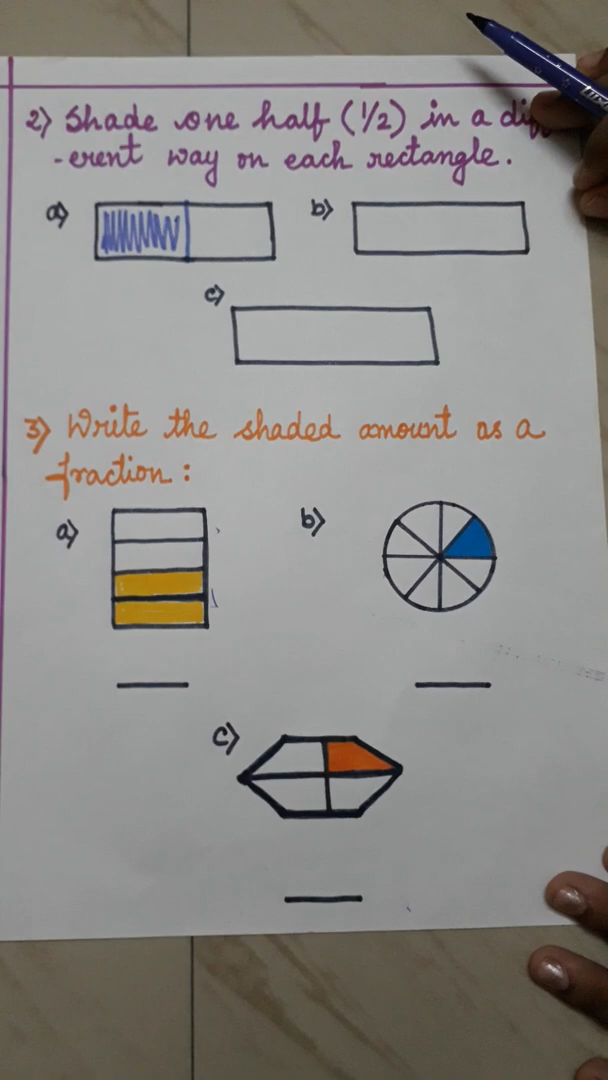 2) Shade one half (1/2) in a diff
-erent way on each rectangle.
a) b)
c)
3) Write the shaded amount as a
fraction :
a) b)
c)